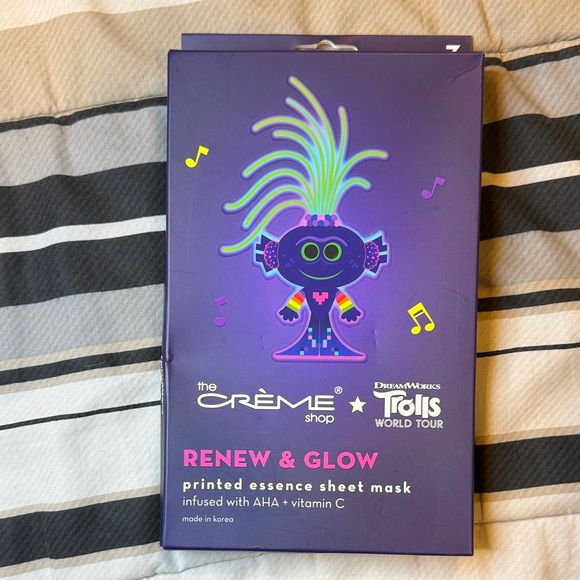 the
CRÈME®
shop
DREAMWORKS
Trolls
WORLD TOUR
RENEW & GLOW
printed essence sheet mask
infused with AHA + vitamin C
made in korea